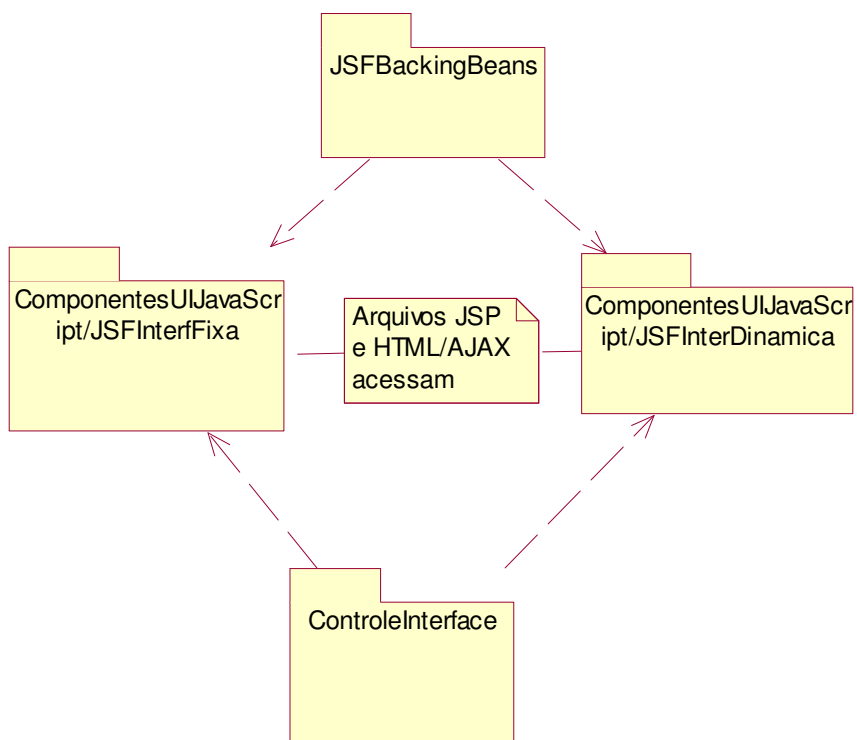 JSFBackingBeans
ComponentesUIJavaScr
ipt/JSFInterfFixa
Arquivos JSP
e HTML/AJAX
acessam
ComponentesUIJavaScr
ipt/JSFInterDinamica
ControleInterface